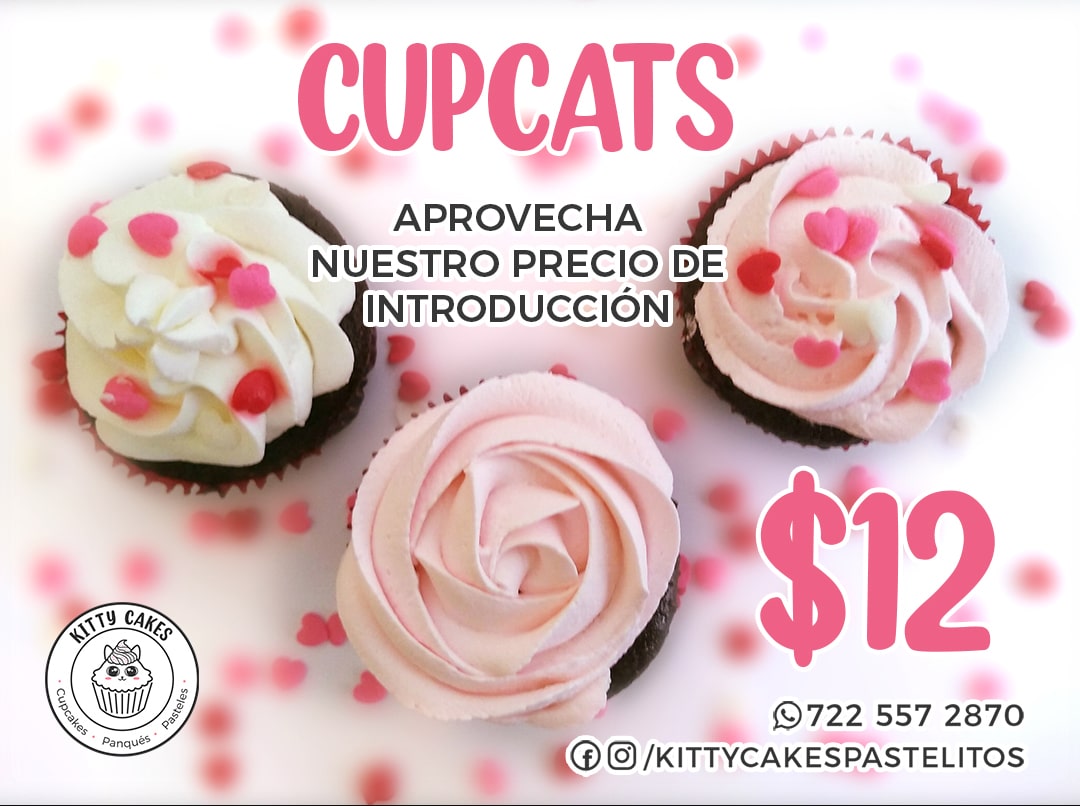 CUPCATS
APROVECHA
NUESTRO PRECIO DE
INTRODUCCIÓN
$12
KITTY CAKES
· Cupcakes · Panqués · Pasteles ·
722 557 2870
/KITTYCAKESPASTELITOS